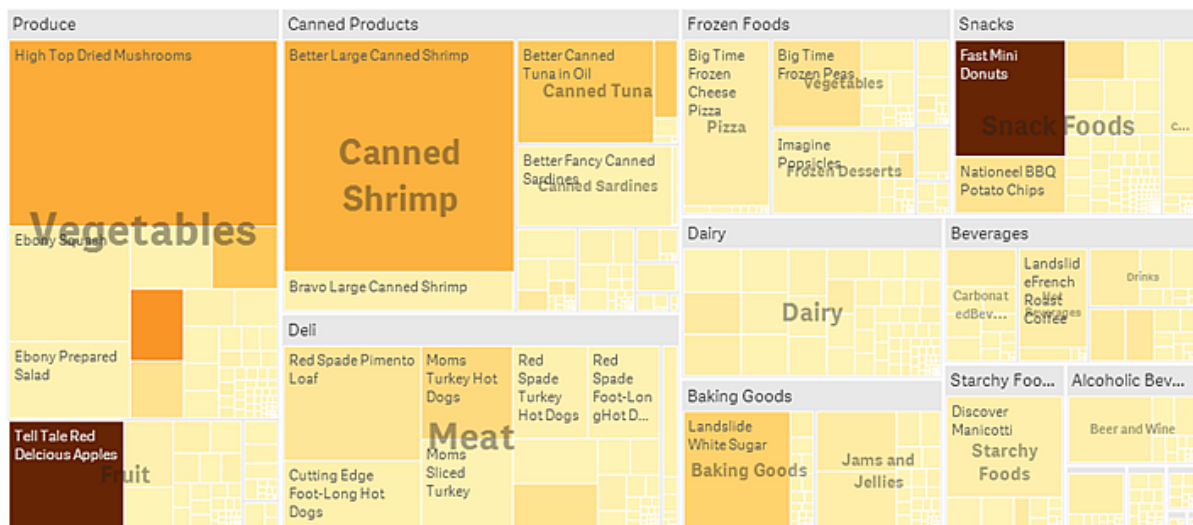 Produce
High Top Dried Mushrooms
Vegetables
Ebony Squash
Ebony Prepared
Salad
Tell Tale Red
Delcious Apples
Fruit
Canned Products
Better Large Canned Shrimp
Canned
Shrimp
Bravo Large Canned Shrimp
Better Canned
Tuna in Oil
Canned Tuna
Better Fancy Canned
Sardines
Canned Sardines
Deli
Red Spade Pimento
Loaf
Cutting Edge
Foot-Long Hot
Dogs
Moms
Turkey Hot
Dogs
Meat
Moms
Sliced
Turkey
Red
Spade
Turkey
Hot Dogs
Red
Spade
Foot-Lon
gHot D...
Frozen Foods
Big Time
Frozen
Cheese
Pizza
Pizza
Big Time
Frozen Peas
Vegetables
Imagine
Popsicles
Frozen Desserts
Snacks
Fast Mini
Donuts
Snack Foods
C...
Nationeel BBQ
Potato Chips
Dairy
Dairy
Beverages
Carbonat
edBev...
Landslid
eFrench
Roast
Coffee
Hot
Beverages
Drinks
Baking Goods
Landslide
White Sugar
Baking Goods
Jams and
Jellies
Starchy Foo...
Discover
Manicotti
Starchy
Foods
Alcoholic Bev...
Beer and Wine